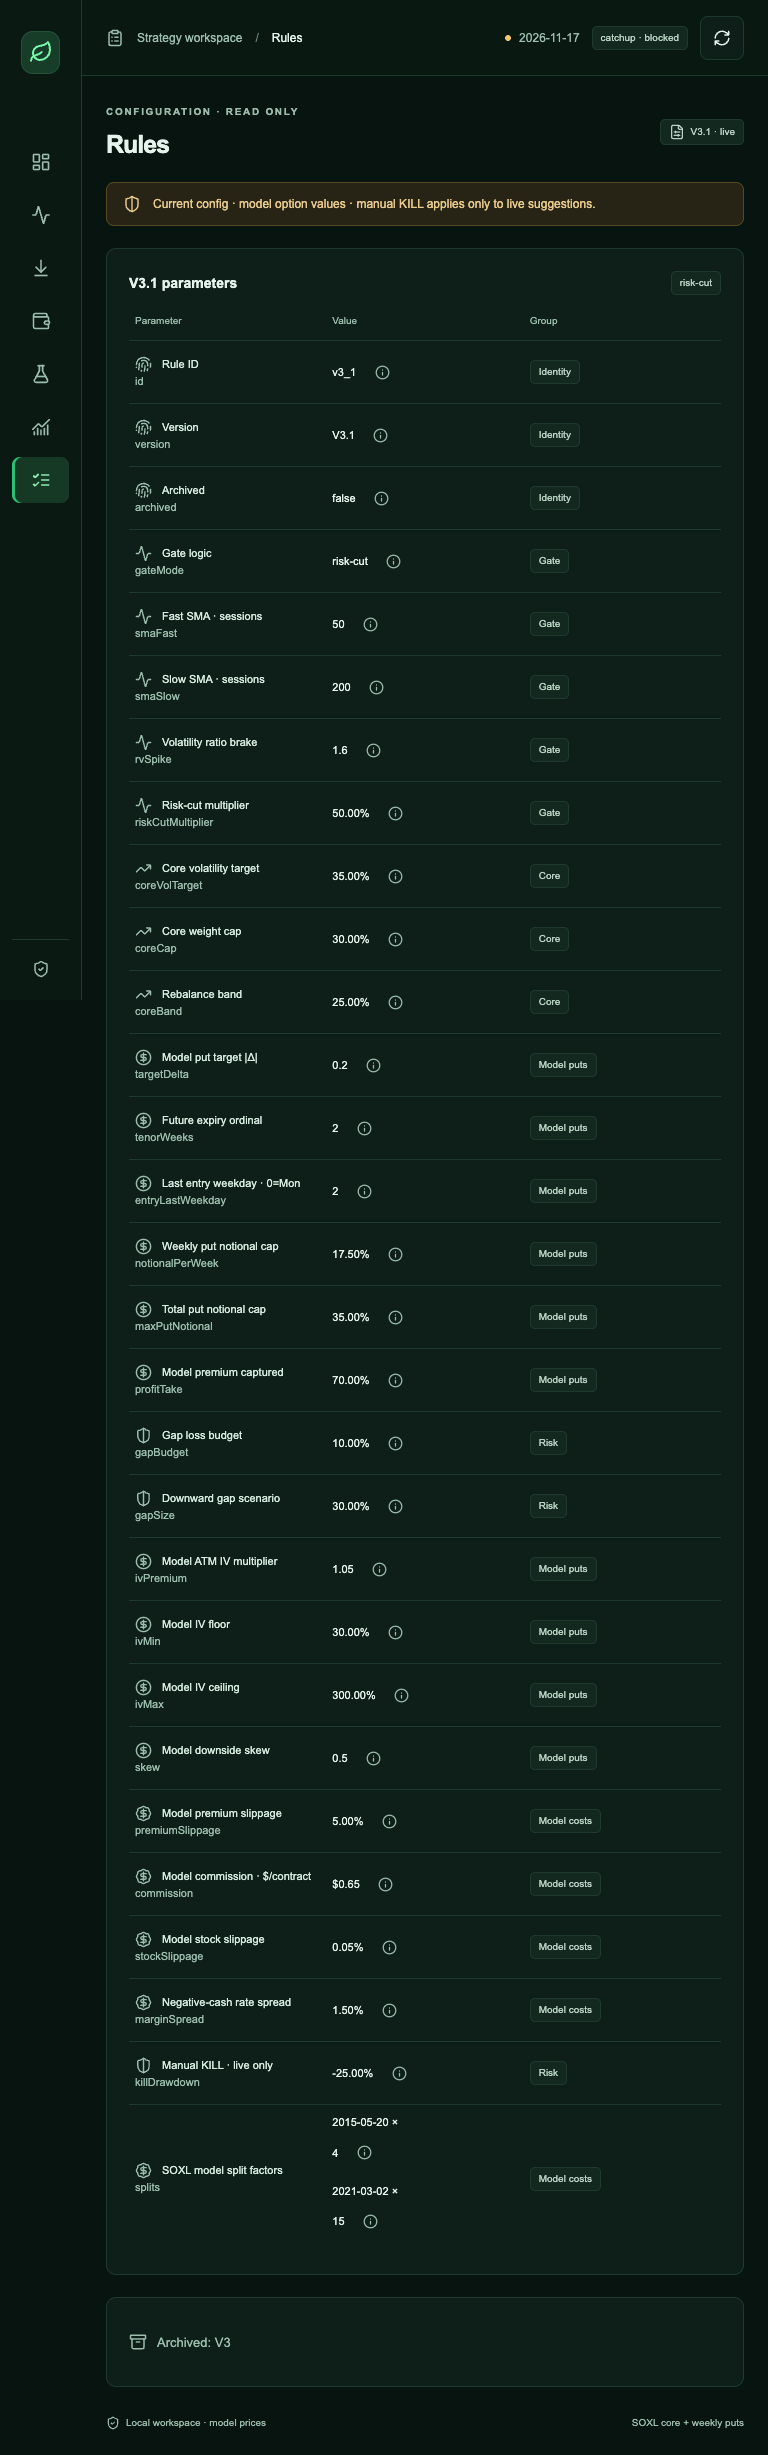 Strategy workspace / Rules
2026-11-17
catchup · blocked
CONFIGURATION · READ ONLY
Rules
V3.1 · live
Current config · model option values · manual KILL applies only to live suggestions.
V3.1 parameters
risk-cut
Parameter Value Group
Rule ID
id
v3_1
Identity
Version
version
V3.1
Identity
Archived
archived
false
Identity
Gate logic
gateMode
risk-cut
Gate
Fast SMA · sessions
smaFast
50
Gate
Slow SMA · sessions
smaSlow
200
Gate
Volatility ratio brake
rvSpike
1.6
Gate
Risk-cut multiplier
riskCutMultiplier
50.00%
Gate
Core volatility target
coreVolTarget
35.00%
Core
Core weight cap
coreCap
30.00%
Core
Rebalance band
coreBand
25.00%
Core
Model put target |Δ|
targetDelta
0.2
Model puts
Future expiry ordinal
tenorWeeks
2
Model puts
Last entry weekday · 0=Mon
entryLastWeekday
2
Model puts
Weekly put notional cap
notionalPerWeek
17.50%
Model puts
Total put notional cap
maxPutNotional
35.00%
Model puts
Model premium captured
profitTake
70.00%
Model puts
Gap loss budget
gapBudget
10.00%
Risk
Downward gap scenario
gapSize
30.00%
Risk
Model ATM IV multiplier
ivPremium
1.05
Model puts
Model IV floor
ivMin
30.00%
Model puts
Model IV ceiling
ivMax
300.00%
Model puts
Model downside skew
skew
0.5
Model puts
Model premium slippage
premiumSlippage
5.00%
Model costs
Model commission · $/contract
commission
$0.65
Model costs
Model stock slippage
stockSlippage
0.05%
Model costs
Negative-cash rate spread
marginSpread
1.50%
Model costs
Manual KILL · live only
killDrawdown
-25.00%
Risk
SOXL model split factors
splits
2015-05-20 ×
4
2021-03-02 ×
15
Model costs
Archived: V3
Local workspace · model prices
SOXL core + weekly puts